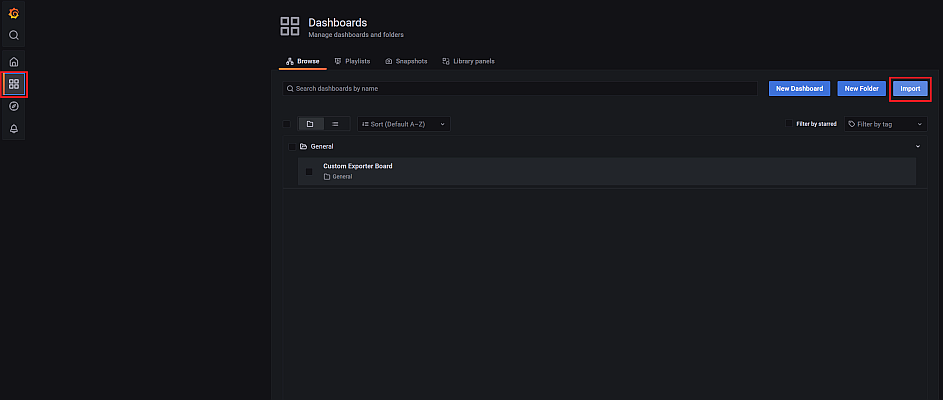 Dashboards
Manage dashboards and folders
Browse Playlists Snapshots Library panels
Search dashboards by name New Dashboard New Folder Import
Sort (Default A–Z) Filter by starred Filter by tag
General
Custom Exporter Board
General